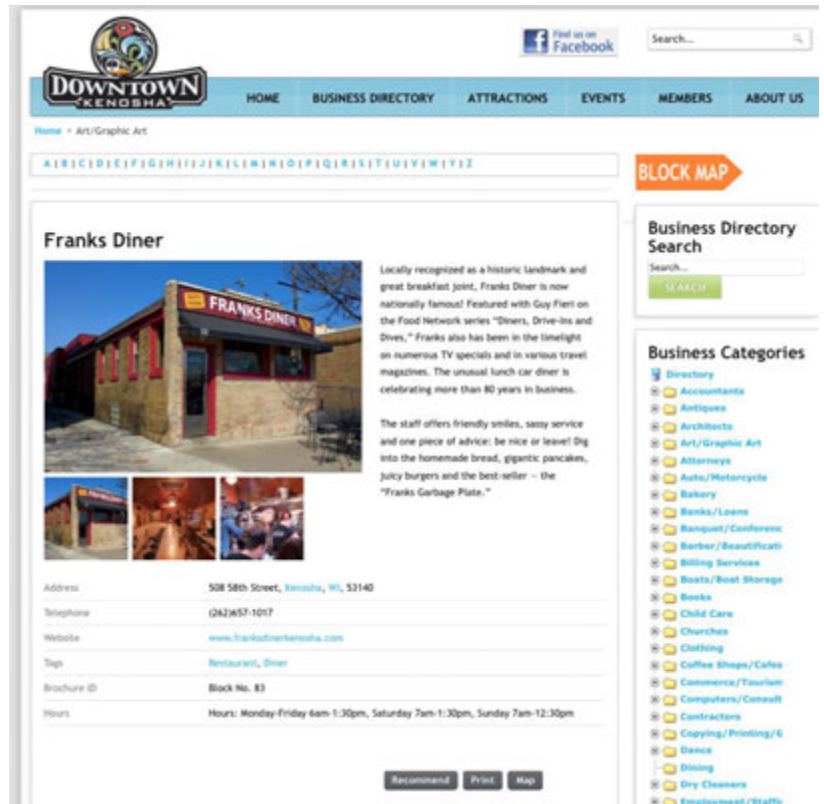 DOWNTOWN
KENOSHA
Find us on
Facebook
Search...
HOME BUSINESS DIRECTORY ATTRACTIONS EVENTS MEMBERS ABOUT US
Home • Art/Graphic Art
A|B|C|D|E|F|G|H|I|J|K|L|M|N|O|P|Q|R|S|T|U|V|W|Y|Z
BLOCK MAP
Franks Diner
FRANKS DINER
Locally recognized as a historic landmark and
great breakfast joint, Franks Diner is now
nationally famous! Featured with Guy Fieri on
the Food Network series "Diners, Drive-Ins and
Dives," Franks also has been in the limelight
on numerous TV specials and in various travel
magazines. The unusual lunch car diner is
celebrating more than 80 years in business.
The staff offers friendly smiles, sassy service
and one piece of advice: be nice or leave! Dig
into the homemade bread, gigantic pancakes,
juicy burgers and the best-seller — the
"Franks Garbage Plate."
Address 508 58th Street, Kenosha, WI, 53140
Telephone (262)657-1017
Website www.franksdinerkenosha.com
Tags Restaurant, Diner
Brochure ID Block No. 83
Hours Hours: Monday-Friday 6am-1:30pm, Saturday 7am-1:30pm, Sunday 7am-12:30pm
Recommend Print Map
Business Directory
Search
Search...
SEARCH
Business Categories
Directory
Accountants
Antiques
Architects
Art/Graphic Art
Attorneys
Auto/Motorcycle
Bakery
Banks/Loans
Banquet/Conferenc
Barber/Beautificati
Billing Services
Boats/Boat Storage
Books
Child Care
Churches
Clothing
Coffee Shops/Cafes
Commerce/Tourism
Computers/Consult
Contractors
Copying/Printing/G
Dance
Dining
Dry Cleaners
Employment/Staffi